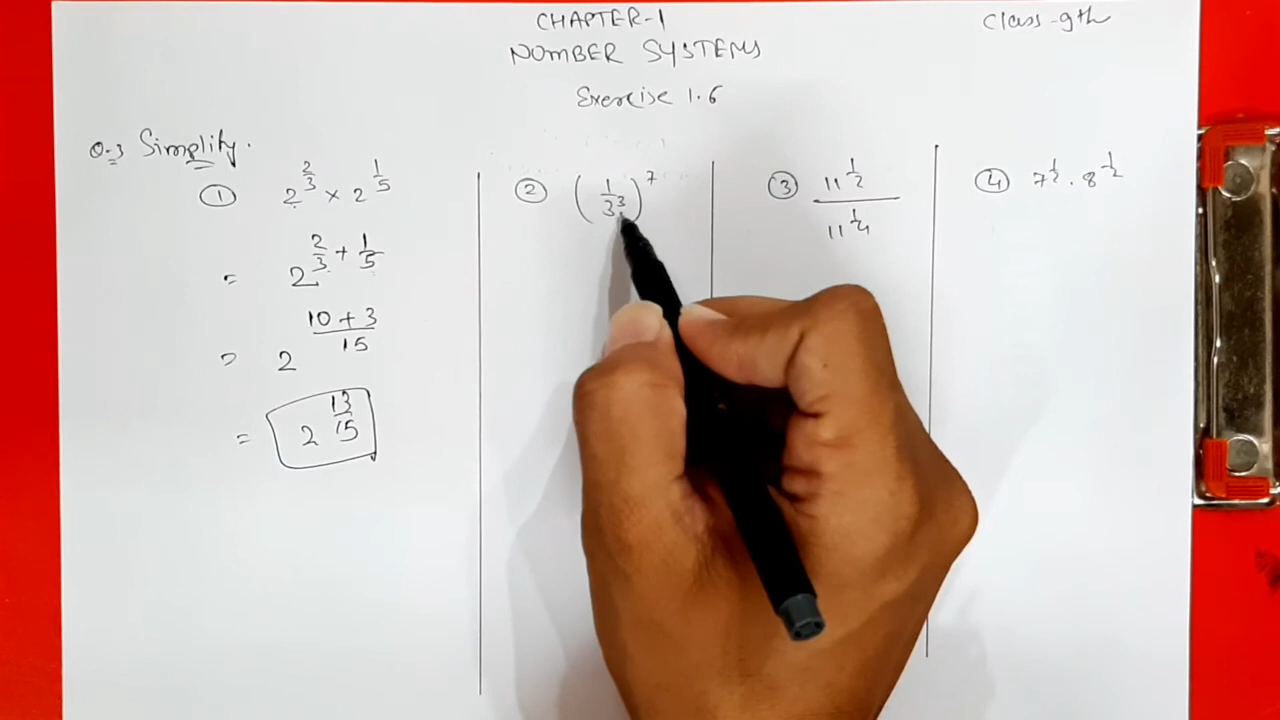 CHAPTER-1
Class-9th
NUMBER SYSTEMS
Exercise 1.6
Q.3 Simplify.
① 2^{2/3} × 2^{1/5}
= 2^{2/3 + 1/5}
= 2^{(10+3)/15}
= 2^{13/15}
② (1/3^3)^7
③ 11^{1/2} / 11^{1/4}
④ 7^{1/2} . 8^{1/2}